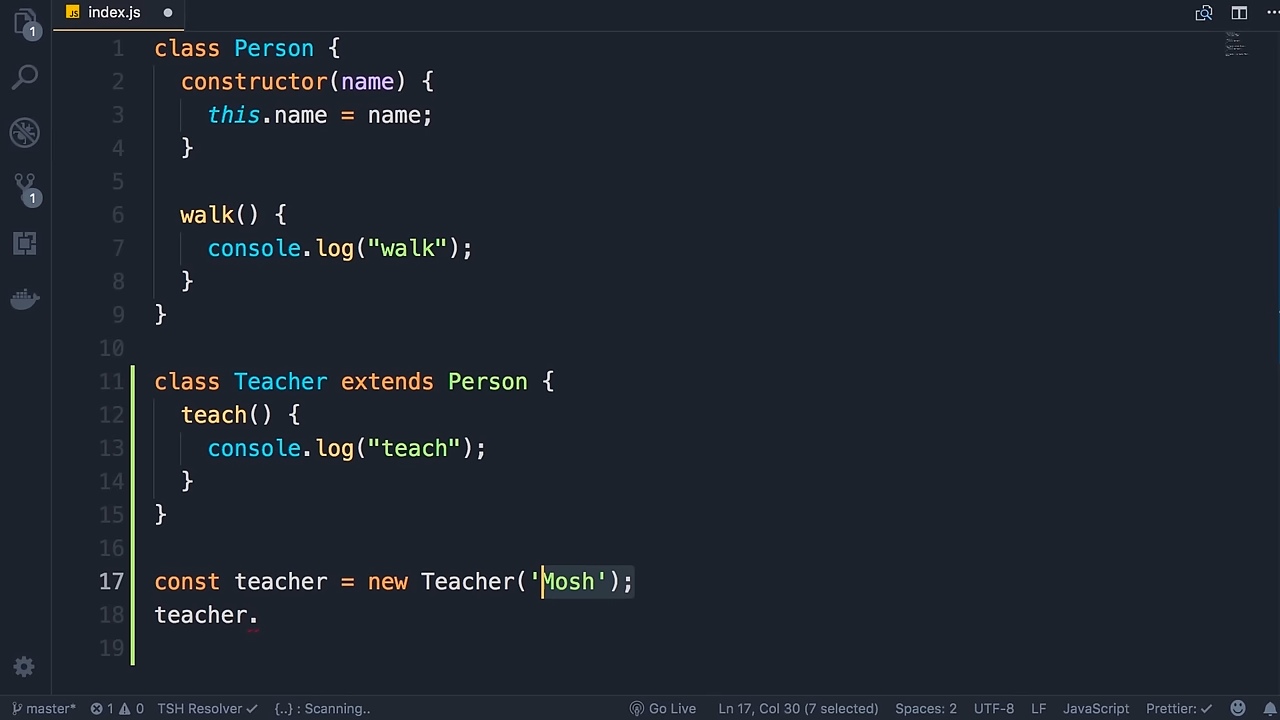 index.js
1
1
1 class Person {
2 constructor(name) {
3 this.name = name;
4 }
5
6 walk() {
7 console.log("walk");
8 }
9 }
10
11 class Teacher extends Person {
12 teach() {
13 console.log("teach");
14 }
15 }
16
17 const teacher = new Teacher('Mosh');
18 teacher.
19
master* 1 0 TSH Resolver {..} : Scanning.. Go Live Ln 17, Col 30 (7 selected) Spaces: 2 UTF-8 LF JavaScript Prettier: